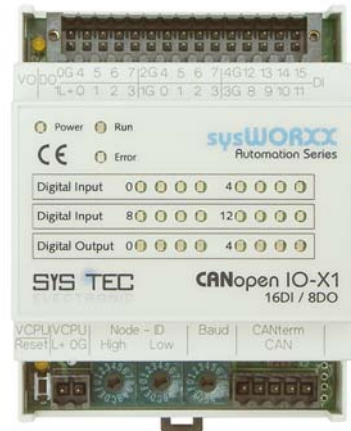 VO DO 0G 4 5 6 7 2G 4 5 6 7 4G 12 13 14 15 DI
1L+ 0 1 2 3 1G 0 1 2 3 3G 8 9 10 11
Power Run
sysWORXX
Automation Series
CE Error
Digital Input 0 4
Digital Input 8 12
Digital Output 0 4
SYS TEC
ELECTRONIC
CANopen IO-X1
16DI / 8DO
VCPU VCPU Node - ID Baud CANterm
Reset L+ 0G High Low CAN